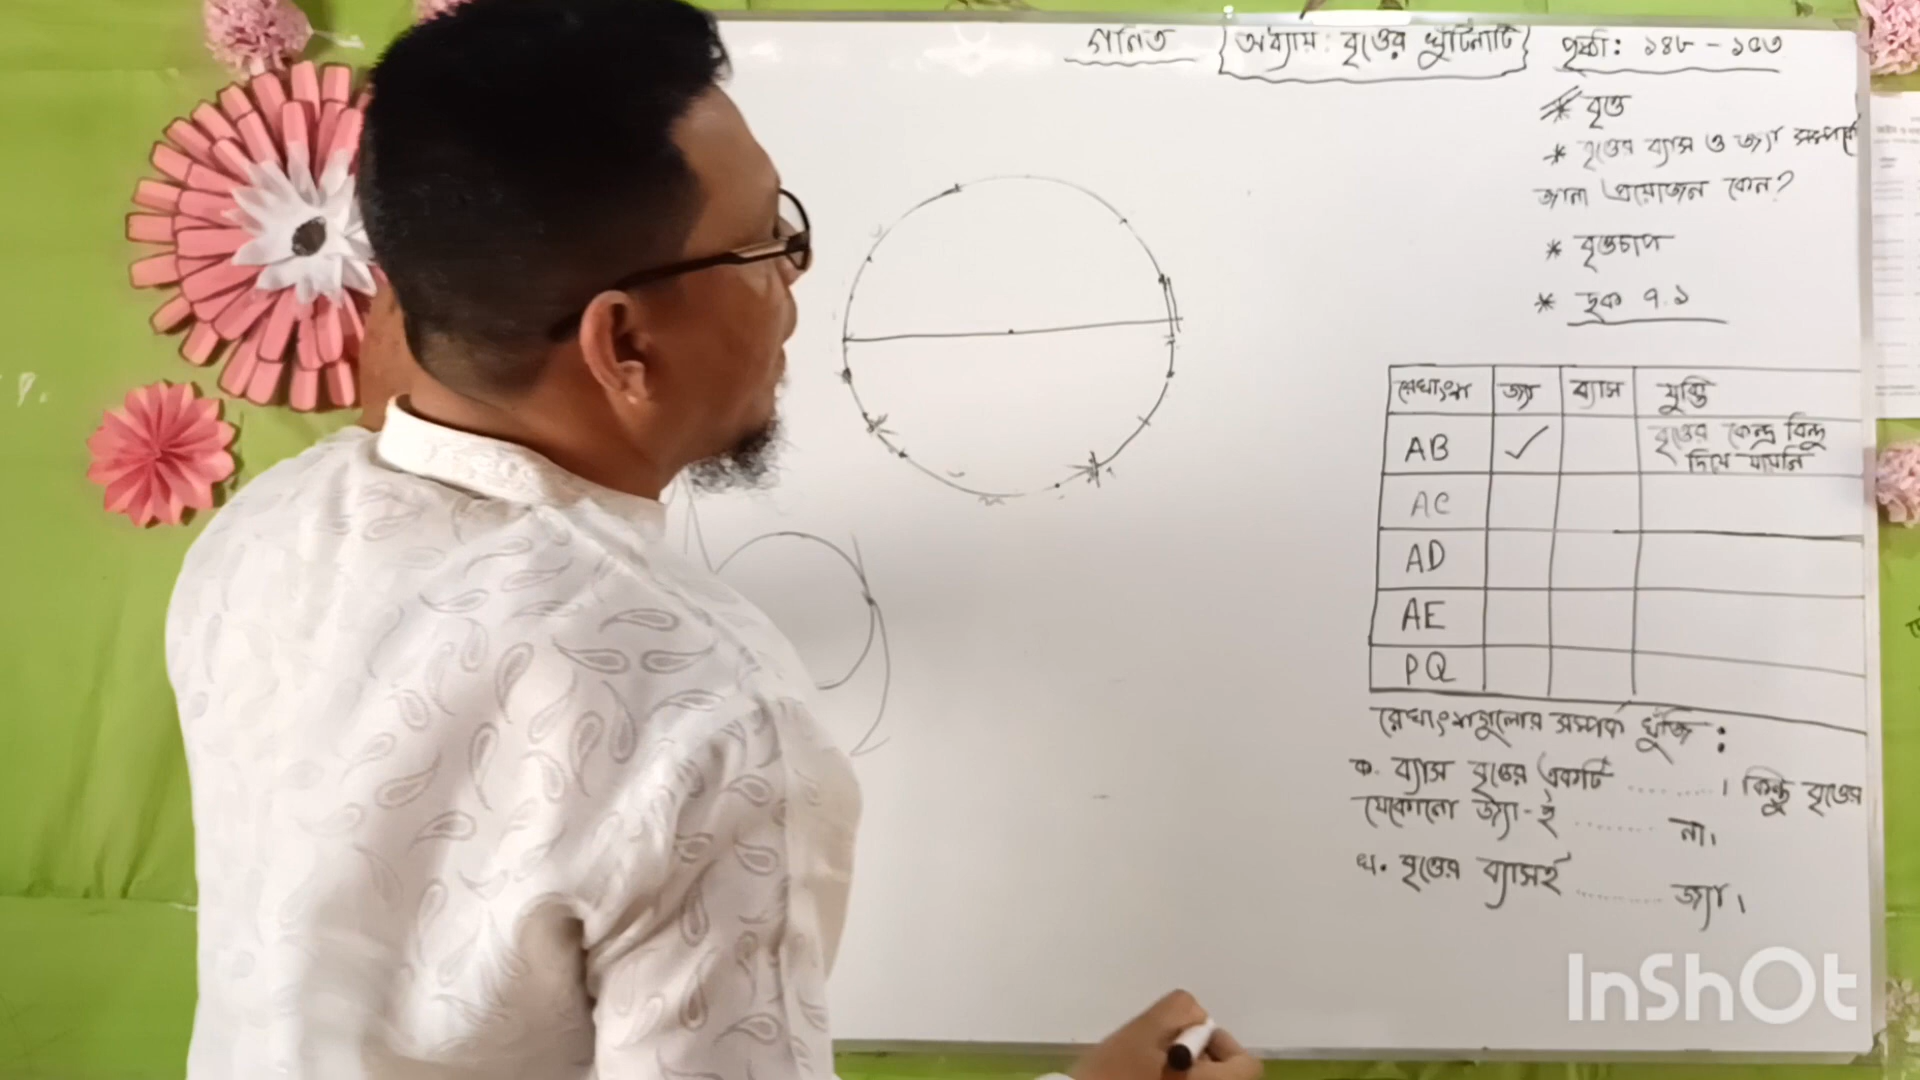 গনিত {অধ্যায়: বৃত্তের খুঁটিনাটি} পৃষ্ঠা: ১৪৮ - ১৫৩
* বৃত্ত
* বৃত্তের ব্যাস ও জ্যা সম্পর্কে
জানা প্রয়োজন কেন?
* বৃত্তচাপ
* ছক ৭.১
রেখাংশ জ্যা ব্যাস যুক্তি
AB ✓ বৃত্তের কেন্দ্র বিন্দু
দিয়ে যায়নি
AC
AD
AE
PQ
রেখাংশগুলোর সম্পর্ক খুঁজি:
ক. ব্যাস বৃত্তের একটি ......... । কিন্তু বৃত্তের
যেকোনো জ্যা-ই ........ না।
খ. বৃত্তের ব্যাসই ......... জ্যা।
InShOt